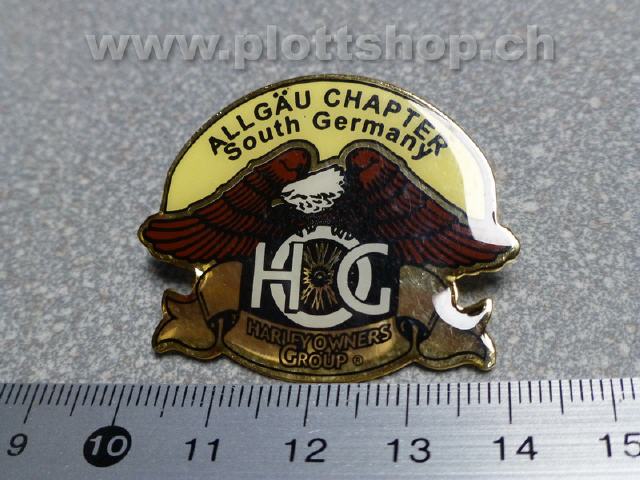 www.plottshop.ch
ALLGÄU CHAPTER
South Germany
HOG
HARLEY OWNERS
GROUP ®
9 10 11 12 13 14 15